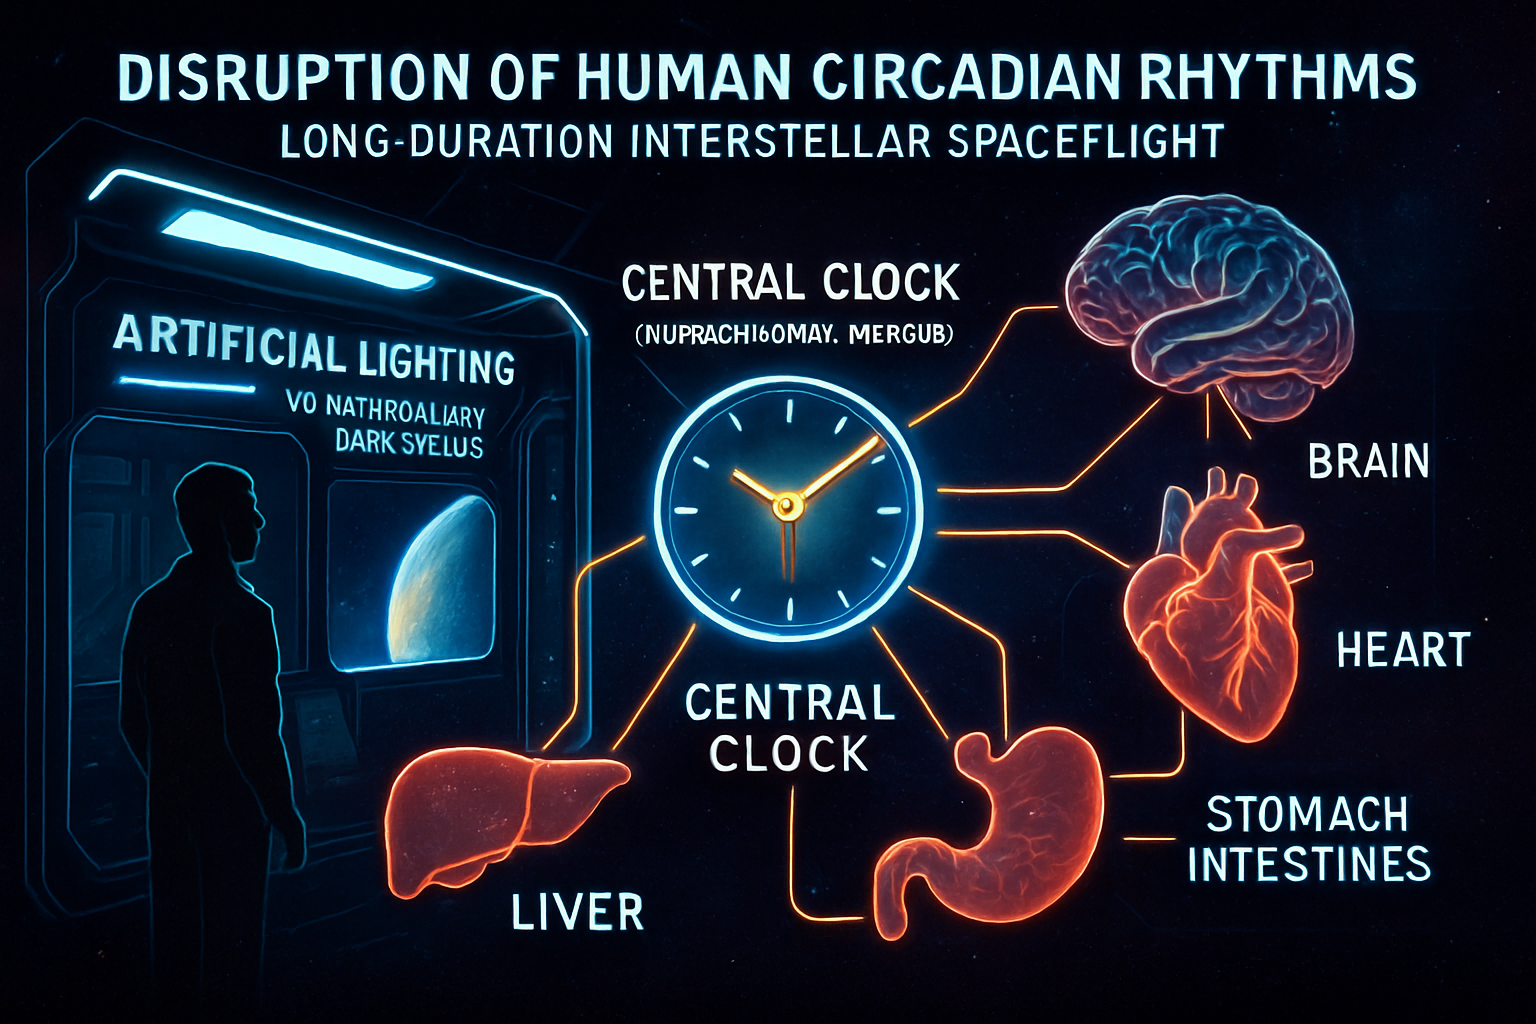 DISRUPTION OF HUMAN CIRCADIAN RHYTHMS
LONG-DURATION INTERSTELLAR SPACEFLIGHT
ARTIFICIAL LIGHTING
VO NATHROALIARY
DARK SYELUS
CENTRAL CLOCK
(NUPRACHI6OMAY. MERGUB)
BRAIN
HEART
CENTRAL
CLOCK
STOMACH
INTESTINES
LIVER